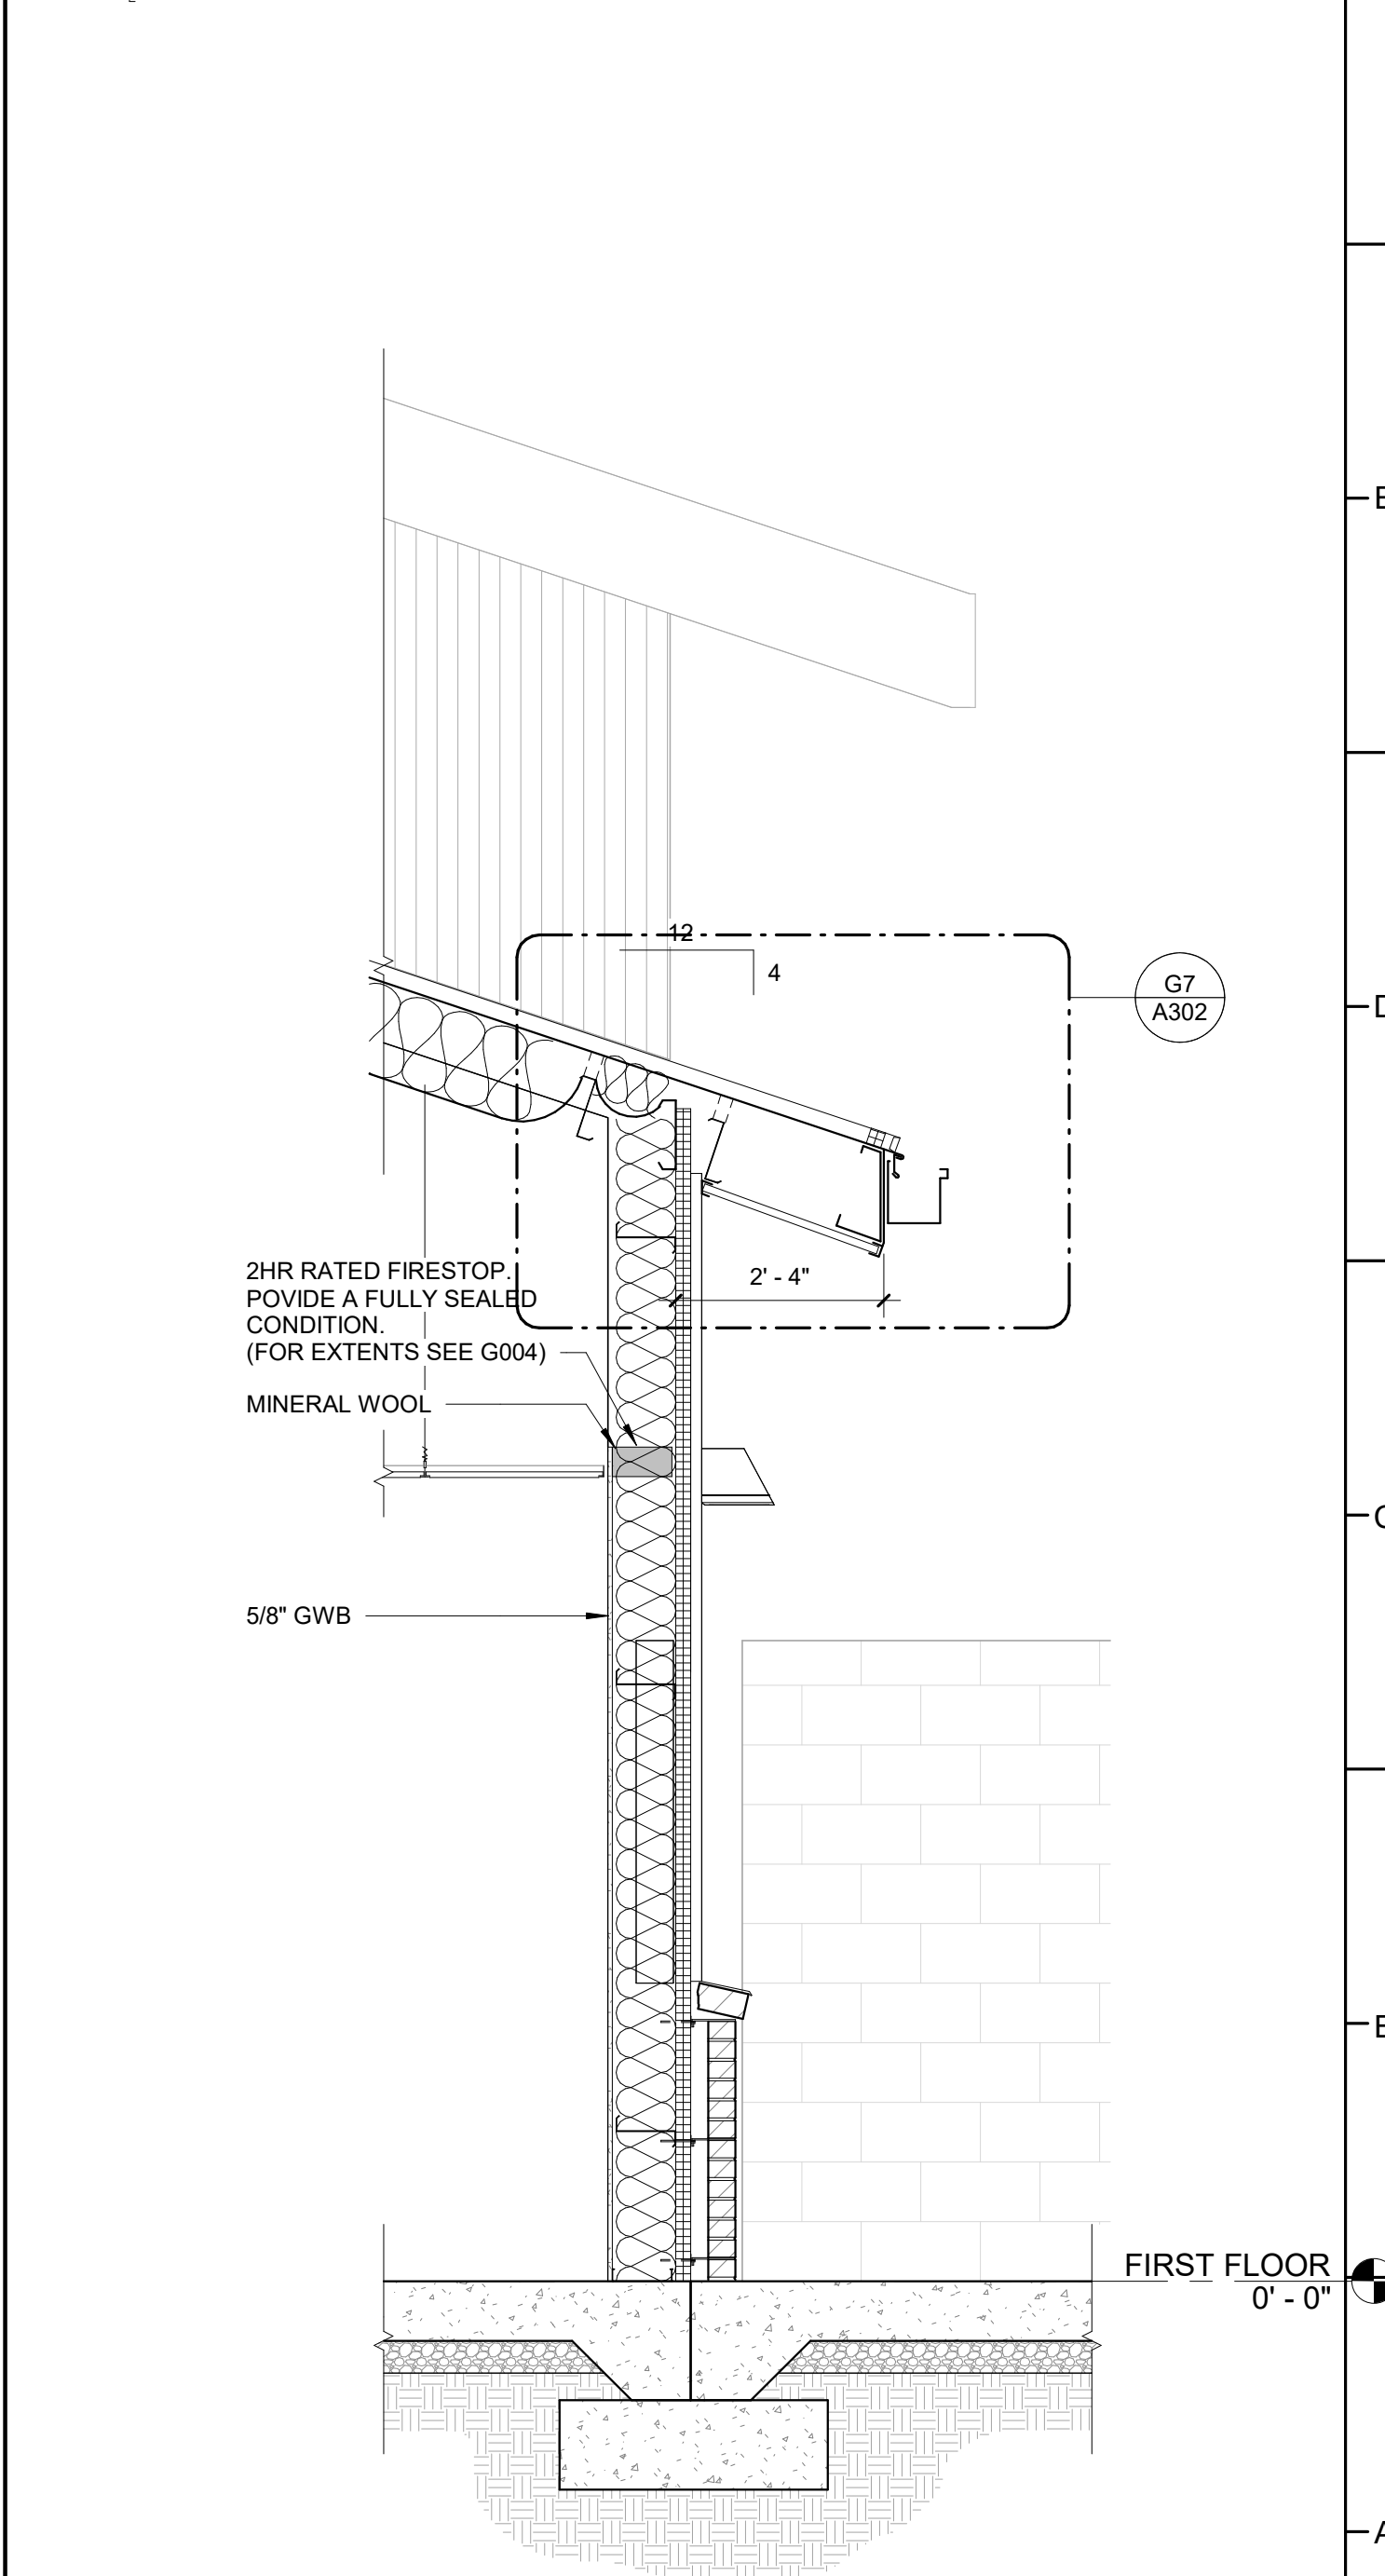 12
4
G7
A302
2HR RATED FIRESTOP.
POVIDE A FULLY SEALED
CONDITION.
(FOR EXTENTS SEE G004)
2' - 4"
MINERAL WOOL
5/8" GWB
FIRST FLOOR
0' - 0"